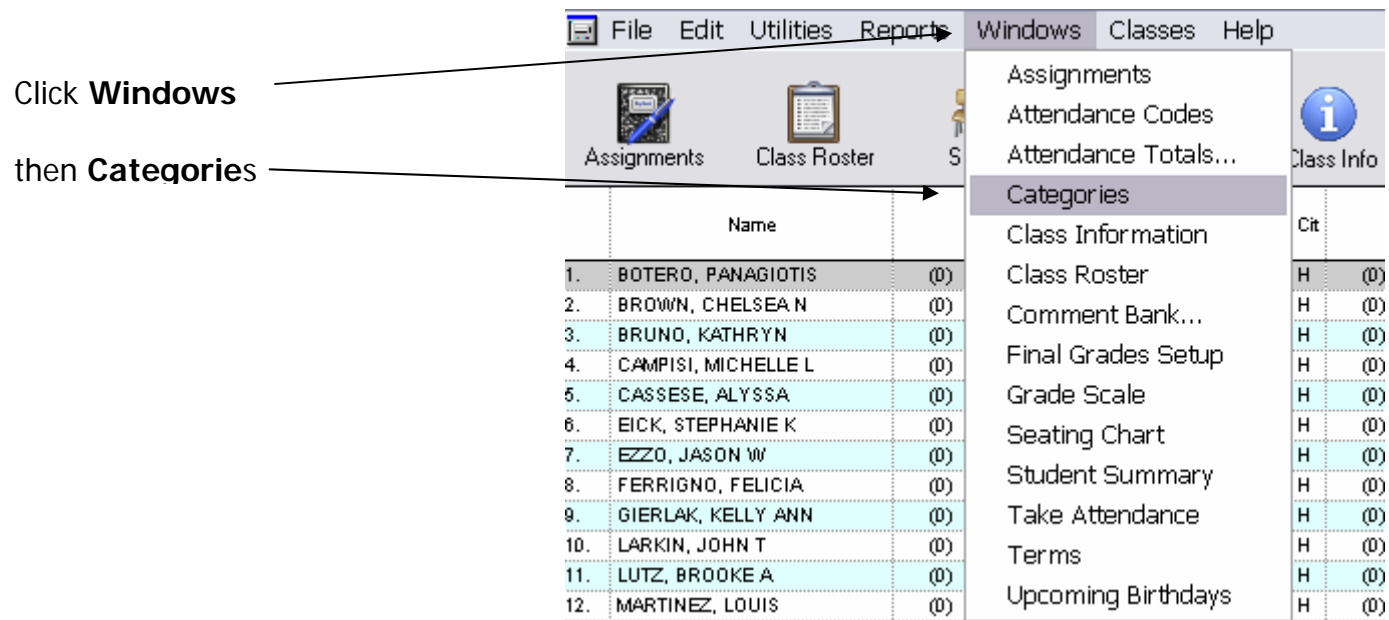 Click Windows
then Categories
File Edit Utilities Reports Windows Classes Help
Assignments Class Roster S Class Info
Assignments
Attendance Codes
Attendance Totals...
Categories
Class Information
Class Roster
Comment Bank...
Final Grades Setup
Grade Scale
Seating Chart
Student Summary
Take Attendance
Terms
Upcoming Birthdays
Name Cit
1. BOTERO, PANAGIOTIS (0) H (0)
2. BROWN, CHELSEA N (0) H (0)
3. BRUNO, KATHRYN (0) H (0)
4. CAMPISI, MICHELLE L (0) H (0)
5. CASSESE, ALYSSA (0) H (0)
6. EICK, STEPHANIE K (0) H (0)
7. EZZO, JASON W (0) H (0)
8. FERRIGNO, FELICIA (0) H (0)
9. GIERLAK, KELLY ANN (0) H (0)
10. LARKIN, JOHN T (0) H (0)
11. LUTZ, BROOKE A (0) H (0)
12. MARTINEZ, LOUIS (0) H (0)